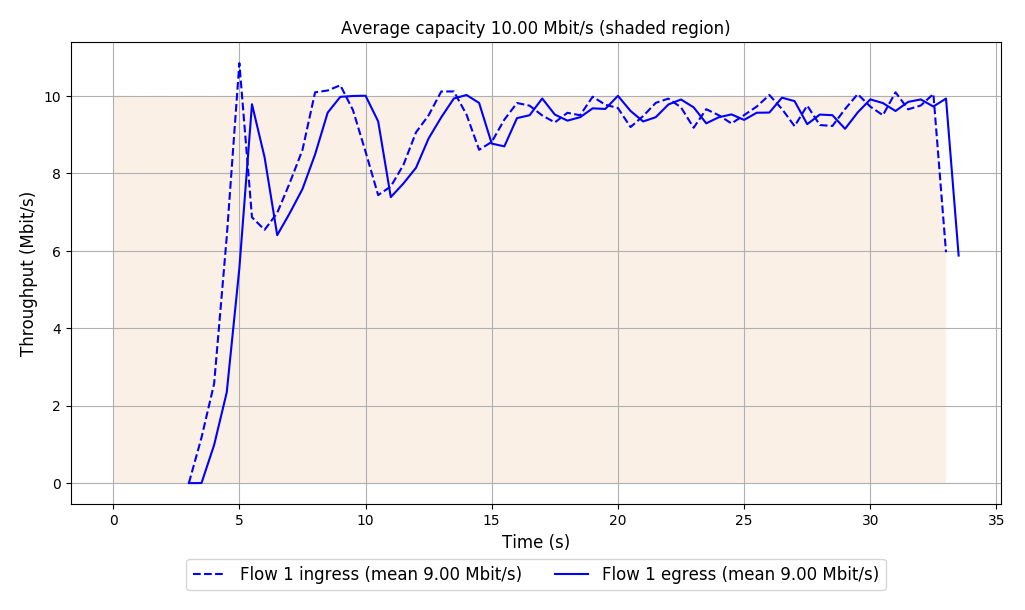 Average capacity 10.00 Mbit/s (shaded region)
Throughput (Mbit/s)
10
8
6
4
2
0
0 5 10 15 20 25 30 35
Time (s)
Flow 1 ingress (mean 9.00 Mbit/s) Flow 1 egress (mean 9.00 Mbit/s)